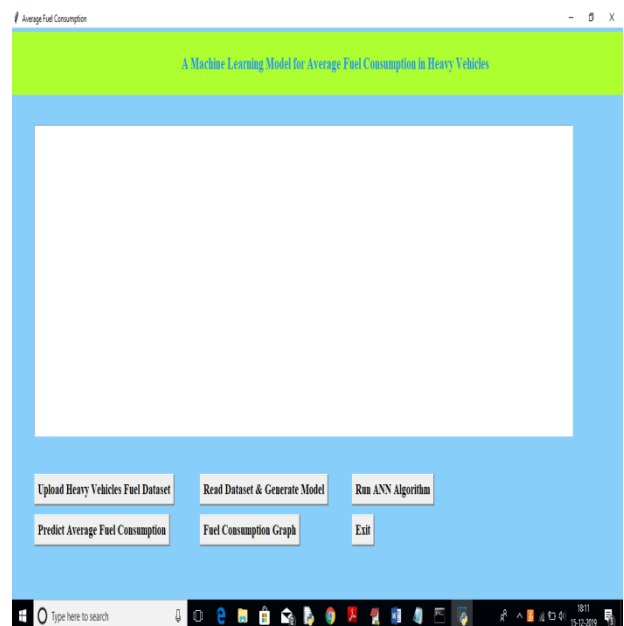 Average Fuel Consumption
A Machine Learning Model for Average Fuel Consumption in Heavy Vehicles
Upload Heavy Vehicles Fuel Dataset Read Dataset & Generate Model Run ANN Algorithm
Predict Average Fuel Consumption Fuel Consumption Graph Exit
Type here to search
18:11
15-12-2019